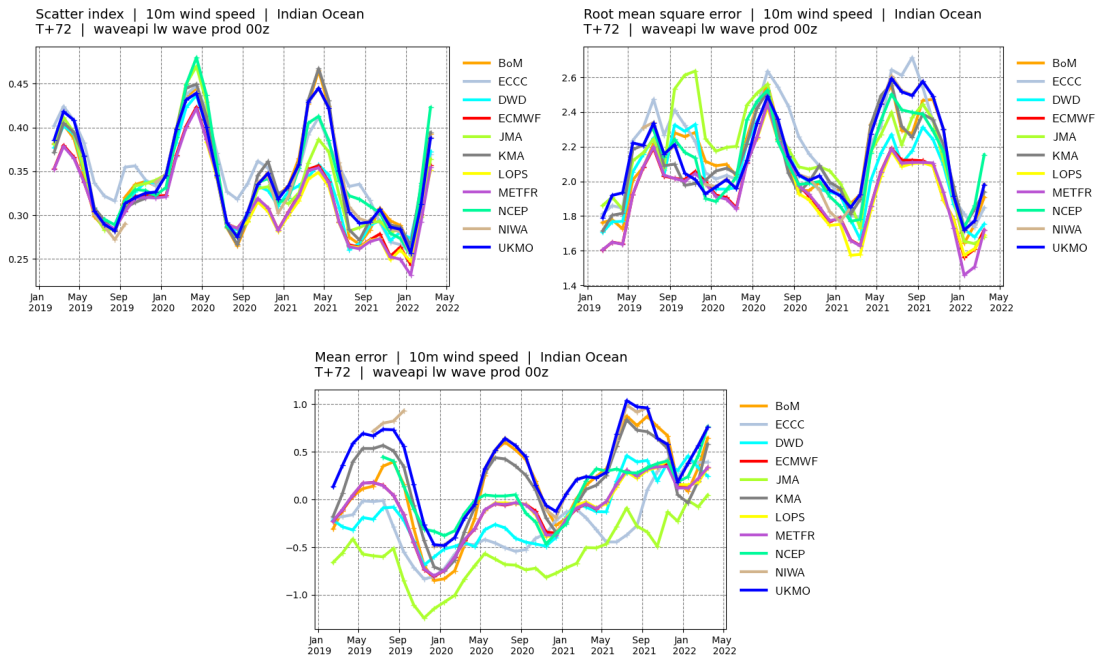 Scatter index | 10m wind speed | Indian Ocean
T+72 | waveapi lw wave prod 00z
0.45
0.40
0.35
0.30
0.25
Jan 2019 May 2019 Sep 2019 Jan 2020 May 2020 Sep 2020 Jan 2021 May 2021 Sep 2021 Jan 2022 May 2022
BoM
ECCC
DWD
ECMWF
JMA
KMA
LOPS
METFR
NCEP
NIWA
UKMO
Root mean square error | 10m wind speed | Indian Ocean
T+72 | waveapi lw wave prod 00z
2.6
2.4
2.2
2.0
1.8
1.6
1.4
Jan 2019 May 2019 Sep 2019 Jan 2020 May 2020 Sep 2020 Jan 2021 May 2021 Sep 2021 Jan 2022 May 2022
BoM
ECCC
DWD
ECMWF
JMA
KMA
LOPS
METFR
NCEP
NIWA
UKMO
Mean error | 10m wind speed | Indian Ocean
T+72 | waveapi lw wave prod 00z
1.0
0.5
0.0
−0.5
−1.0
Jan 2019 May 2019 Sep 2019 Jan 2020 May 2020 Sep 2020 Jan 2021 May 2021 Sep 2021 Jan 2022 May 2022
BoM
ECCC
DWD
ECMWF
JMA
KMA
LOPS
METFR
NCEP
NIWA
UKMO